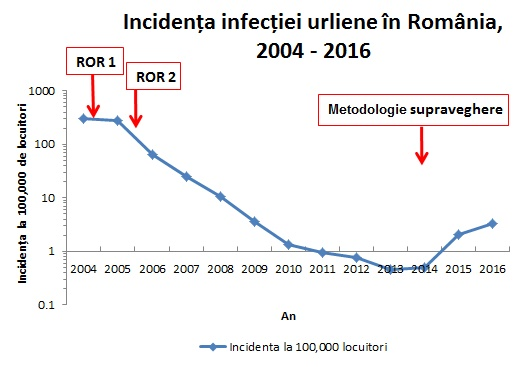 Incidența infecției urliene în România,
2004 - 2016
ROR 1
ROR 2
Metodologie supraveghere
Incidența la 100,000 de locuitori
1000
100
10
1
0.1
2004 2005 2006 2007 2008 2009 2010 2011 2012 2013 2014 2015 2016
An
Incidenta la 100,000 locuitori